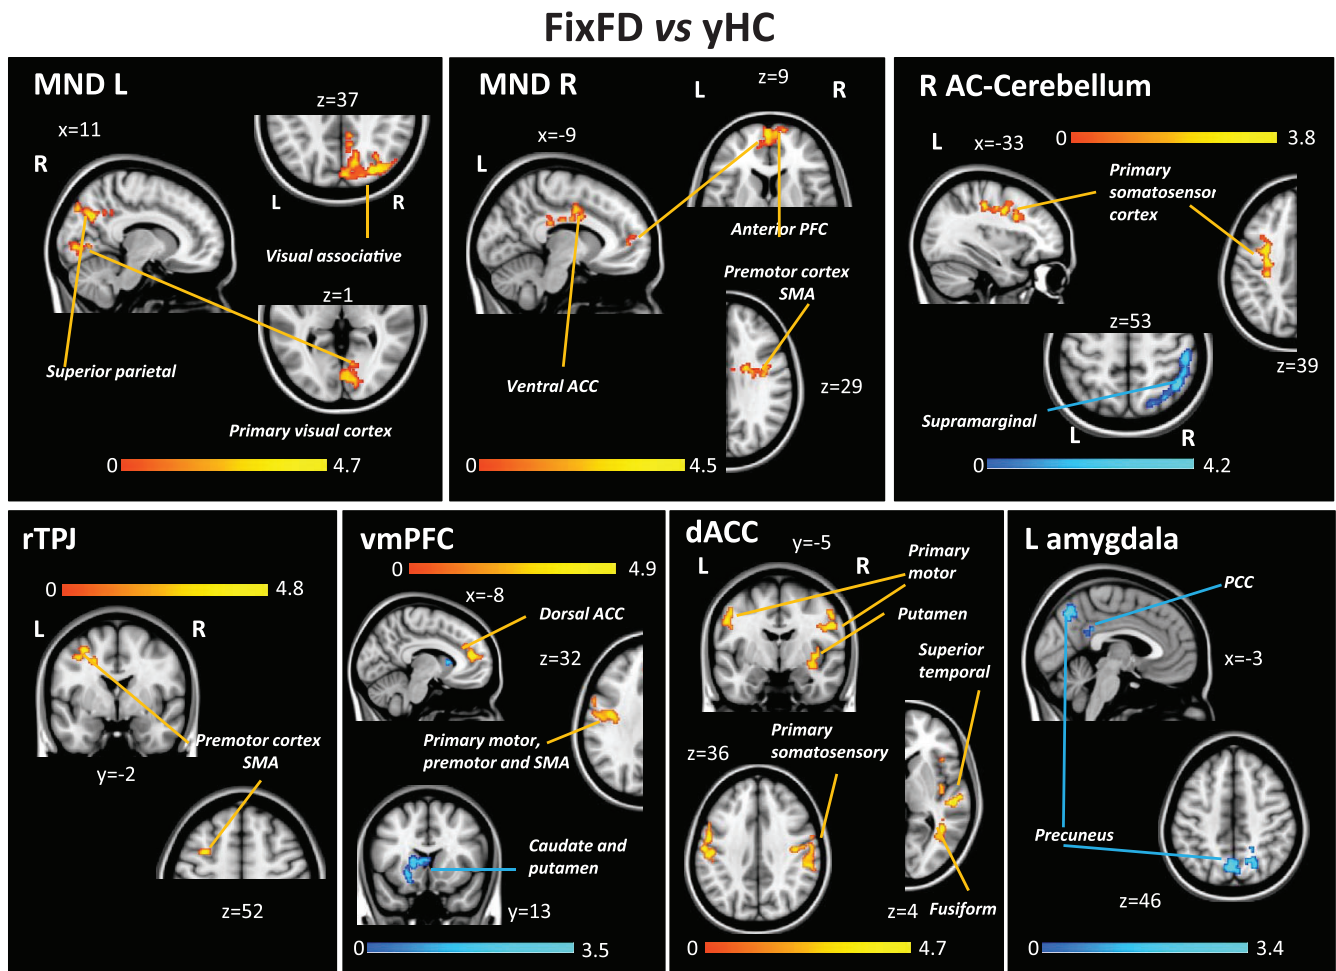 FixFD vs yHC
MND L
z=37
x=11
R
L
R
Visual associative
z=1
Superior parietal
Primary visual cortex
0
4.7
MND R
z=9
L
R
x=-9
L
Anterior PFC
Premotor cortex
SMA
Ventral ACC
z=29
0
4.5
R AC-Cerebellum
0
3.8
L
x=-33
Primary
somatosensor
cortex
z=53
z=39
Supramarginal
L
R
0
4.2
rTPJ
0
4.8
L
R
Premotor cortex
SMA
y=-2
z=52
vmPFC
0
4.9
x=-8
Dorsal ACC
z=32
Primary motor,
premotor and SMA
Caudate and
putamen
y=13
0
3.5
dACC
y=-5
L
R
Primary
motor
Putamen
Superior
temporal
Primary
somatosensory
z=36
z=4
Fusiform
0
4.7
L amygdala
PCC
x=-3
Precuneus
z=46
0
3.4